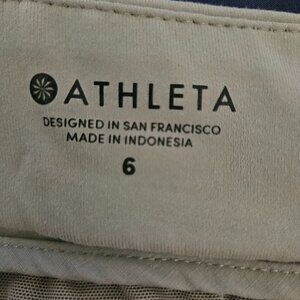 ATHLETA
DESIGNED IN SAN FRANCISCO
MADE IN INDONESIA
6